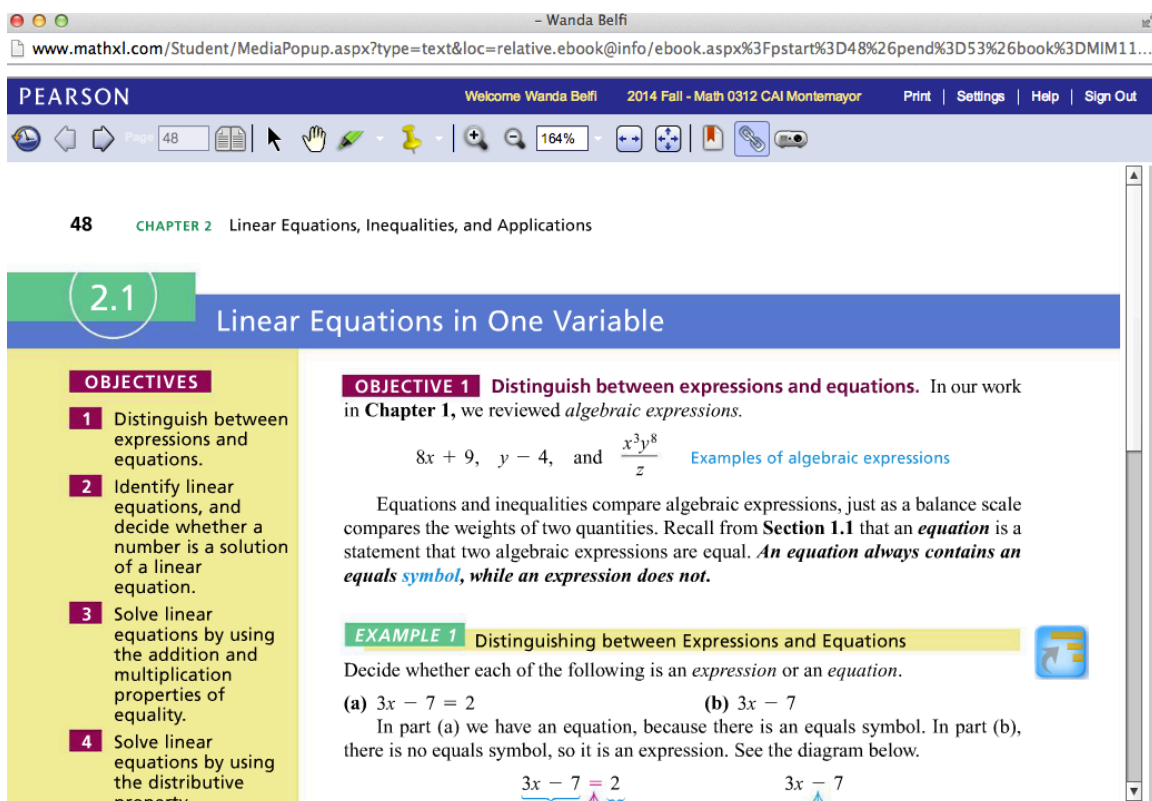 – Wanda Belfi
www.mathxl.com/Student/MediaPopup.aspx?type=text&loc=relative.ebook@info/ebook.aspx%3Fpstart%3D48%26pend%3D53%26book%3DMIM11...
PEARSON Welcome Wanda Belfi 2014 Fall - Math 0312 CAI Montemayor Print | Settings | Help | Sign Out
Page 48 164%
48 CHAPTER 2 Linear Equations, Inequalities, and Applications
2.1
Linear Equations in One Variable
OBJECTIVES
1 Distinguish between
expressions and
equations.
2 Identify linear
equations, and
decide whether a
number is a solution
of a linear
equation.
3 Solve linear
equations by using
the addition and
multiplication
properties of
equality.
4 Solve linear
equations by using
the distributive
property.
OBJECTIVE 1 Distinguish between expressions and equations. In our work
in Chapter 1, we reviewed algebraic expressions.
8x + 9, y − 4, and x³y⁸/z Examples of algebraic expressions
Equations and inequalities compare algebraic expressions, just as a balance scale
compares the weights of two quantities. Recall from Section 1.1 that an equation is a
statement that two algebraic expressions are equal. An equation always contains an
equals symbol, while an expression does not.
EXAMPLE 1 Distinguishing between Expressions and Equations
Decide whether each of the following is an expression or an equation.
(a) 3x − 7 = 2 (b) 3x − 7
In part (a) we have an equation, because there is an equals symbol. In part (b),
there is no equals symbol, so it is an expression. See the diagram below.
3x − 7 = 2 3x − 7